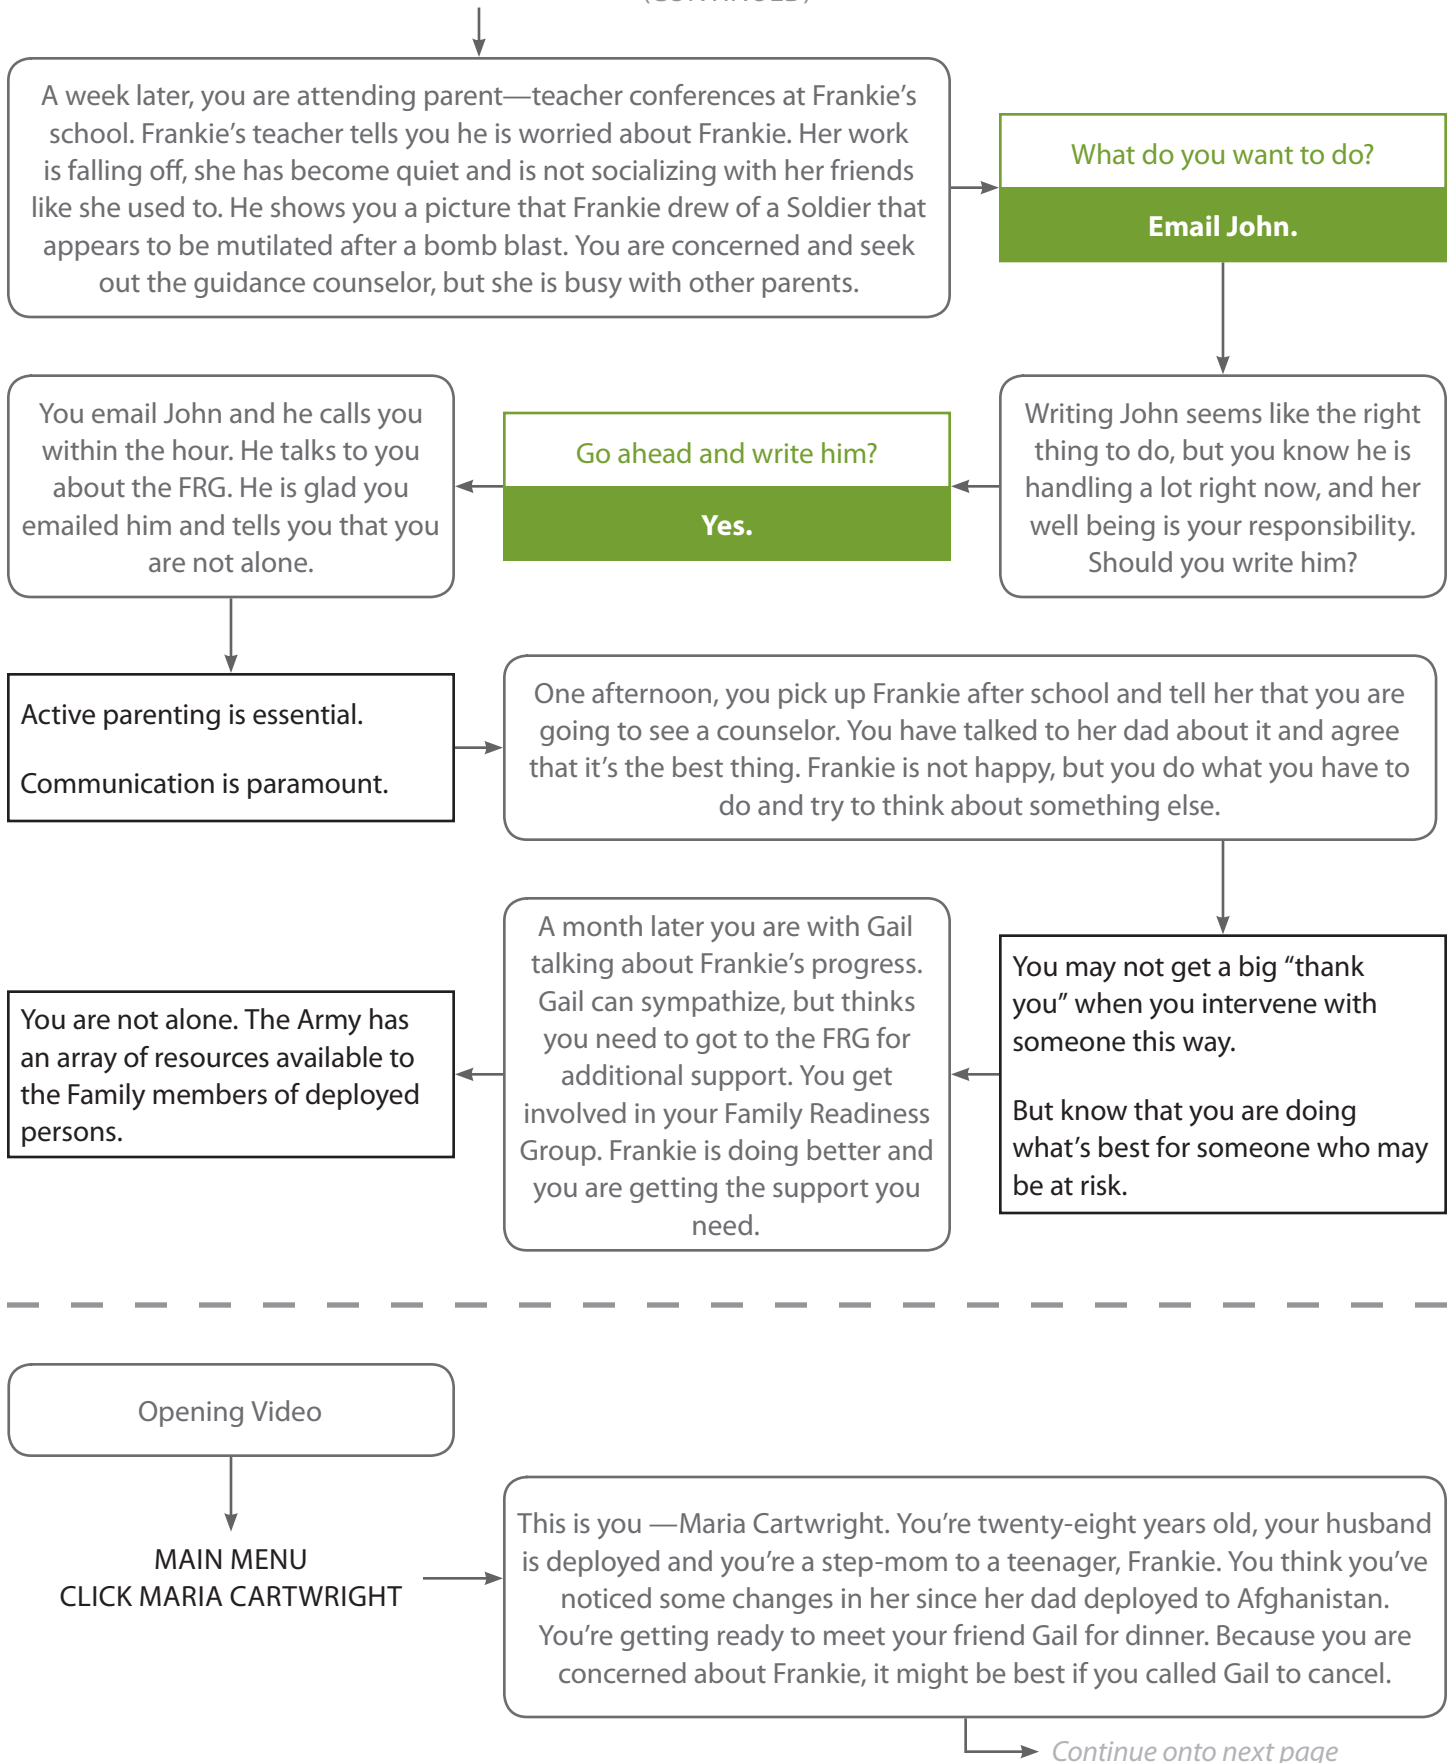 (CONTINUED)
A week later, you are attending parent—teacher conferences at Frankie’s
school. Frankie’s teacher tells you he is worried about Frankie. Her work
is falling off, she has become quiet and is not socializing with her friends
like she used to. He shows you a picture that Frankie drew of a Soldier that
appears to be mutilated after a bomb blast. You are concerned and seek
out the guidance counselor, but she is busy with other parents.
What do you want to do?
Email John.
Writing John seems like the right
thing to do, but you know he is
handling a lot right now, and her
well being is your responsibility.
Should you write him?
Go ahead and write him?
Yes.
You email John and he calls you
within the hour. He talks to you
about the FRG. He is glad you
emailed him and tells you that you
are not alone.
Active parenting is essential.
Communication is paramount.
One afternoon, you pick up Frankie after school and tell her that you are
going to see a counselor. You have talked to her dad about it and agree
that it’s the best thing. Frankie is not happy, but you do what you have to
do and try to think about something else.
You may not get a big “thank
you” when you intervene with
someone this way.
But know that you are doing
what’s best for someone who may
be at risk.
A month later you are with Gail
talking about Frankie’s progress.
Gail can sympathize, but thinks
you need to got to the FRG for
additional support. You get
involved in your Family Readiness
Group. Frankie is doing better and
you are getting the support you
need.
You are not alone. The Army has
an array of resources available to
the Family members of deployed
persons.
Opening Video
MAIN MENU
CLICK MARIA CARTWRIGHT
This is you —Maria Cartwright. You’re twenty-eight years old, your husband
is deployed and you’re a step-mom to a teenager, Frankie. You think you’ve
noticed some changes in her since her dad deployed to Afghanistan.
You’re getting ready to meet your friend Gail for dinner. Because you are
concerned about Frankie, it might be best if you called Gail to cancel.
Continue onto next page